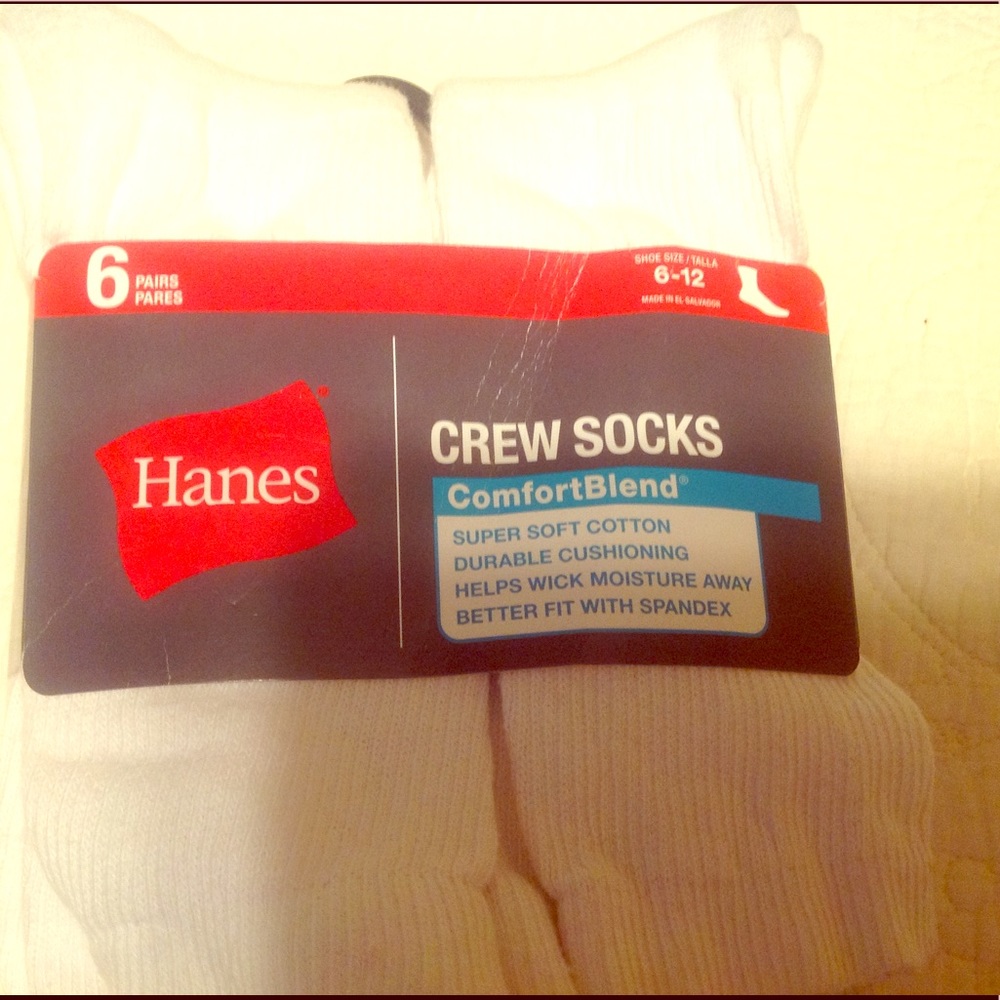 6 PAIRS
PARES
SHOE SIZE / TALLA
6-12
MADE IN EL SALVADOR
Hanes
CREW SOCKS
ComfortBlend®
SUPER SOFT COTTON
DURABLE CUSHIONING
HELPS WICK MOISTURE AWAY
BETTER FIT WITH SPANDEX